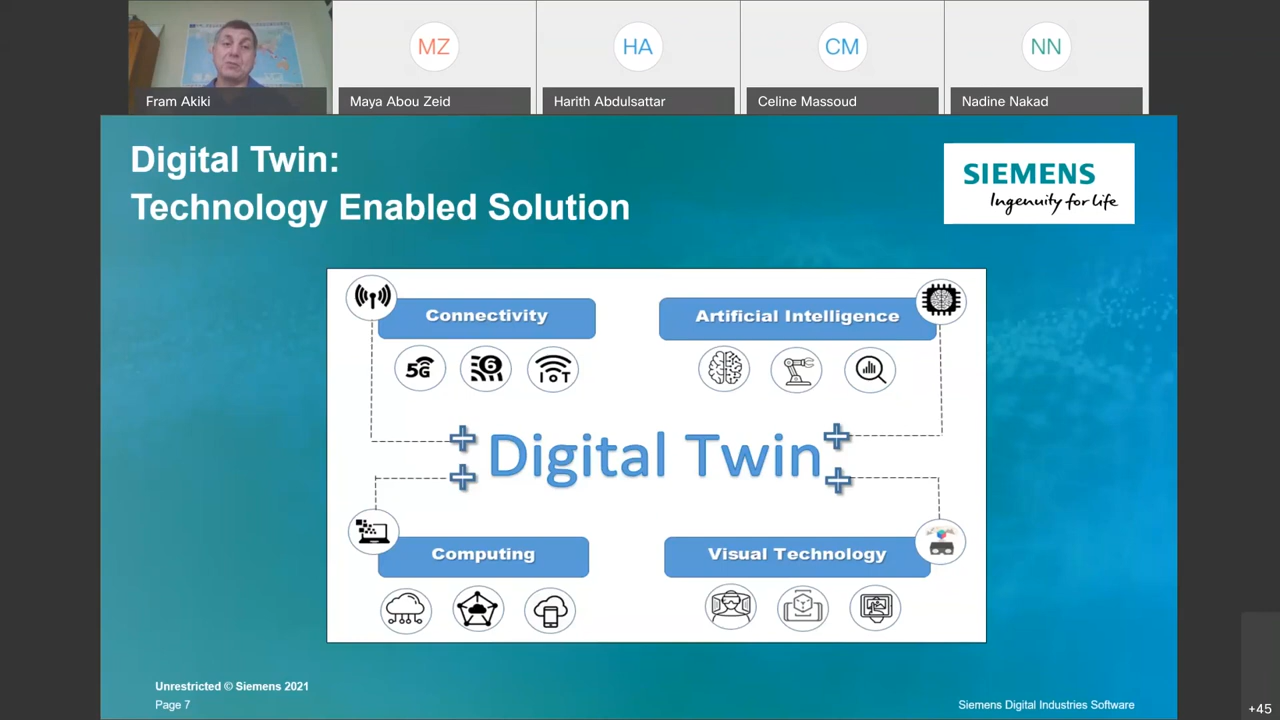 MZ
HA
CM
NN
Fram Akiki
Maya Abou Zeid
Harith Abdulsattar
Celine Massoud
Nadine Nakad
Digital Twin:
Technology Enabled Solution
SIEMENS
Ingenuity for life
Connectivity
Artificial Intelligence
5G
6
IOT
Digital Twin
Computing
Visual Technology
Unrestricted © Siemens 2021
Page 7
Siemens Digital Industries Software
+45